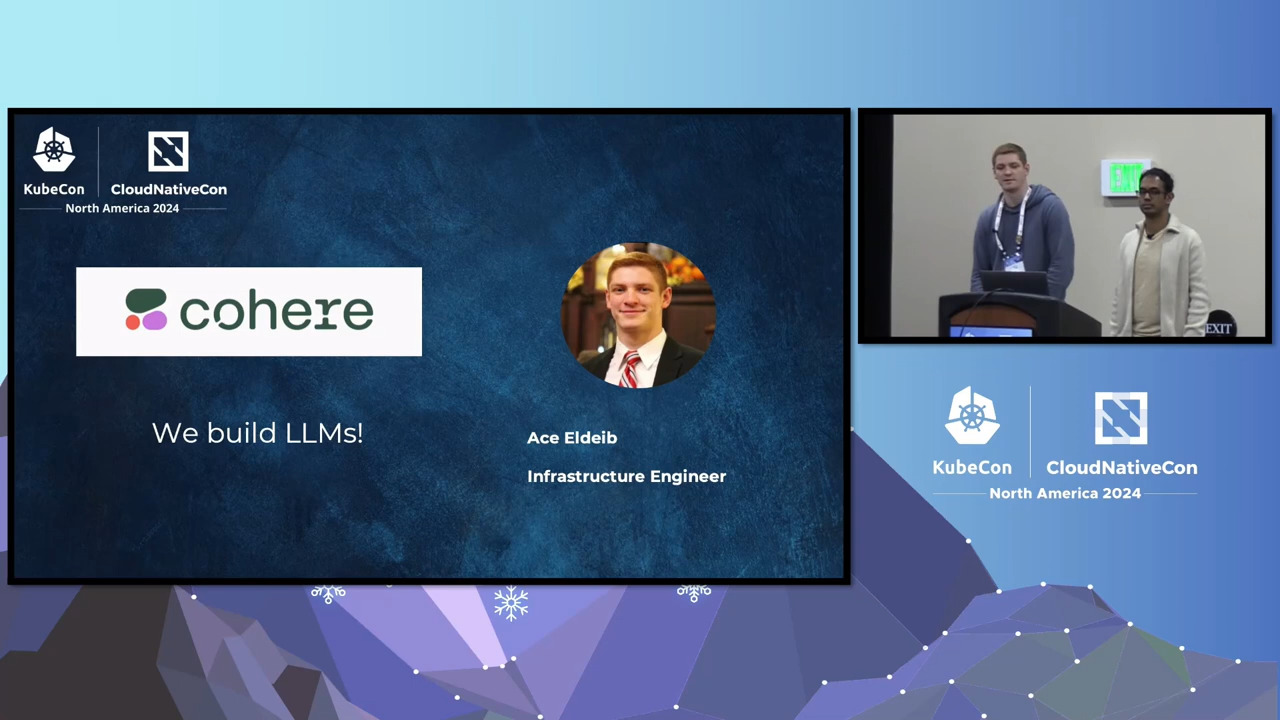 KubeCon
CloudNativeCon
North America 2024
cohere
We build LLMs!
Ace Eldeib
Infrastructure Engineer
EXIT
EXIT
KubeCon
CloudNativeCon
North America 2024